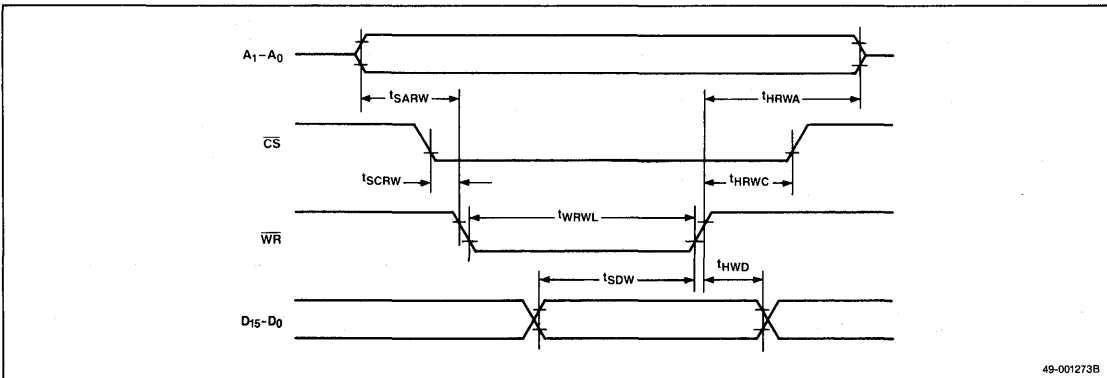 A1–A0
tSARW
tHRWA
CS
tSCRW
tHRWC
tWRWL
WR
tHWD
tSDW
D15–D0
49-001273B